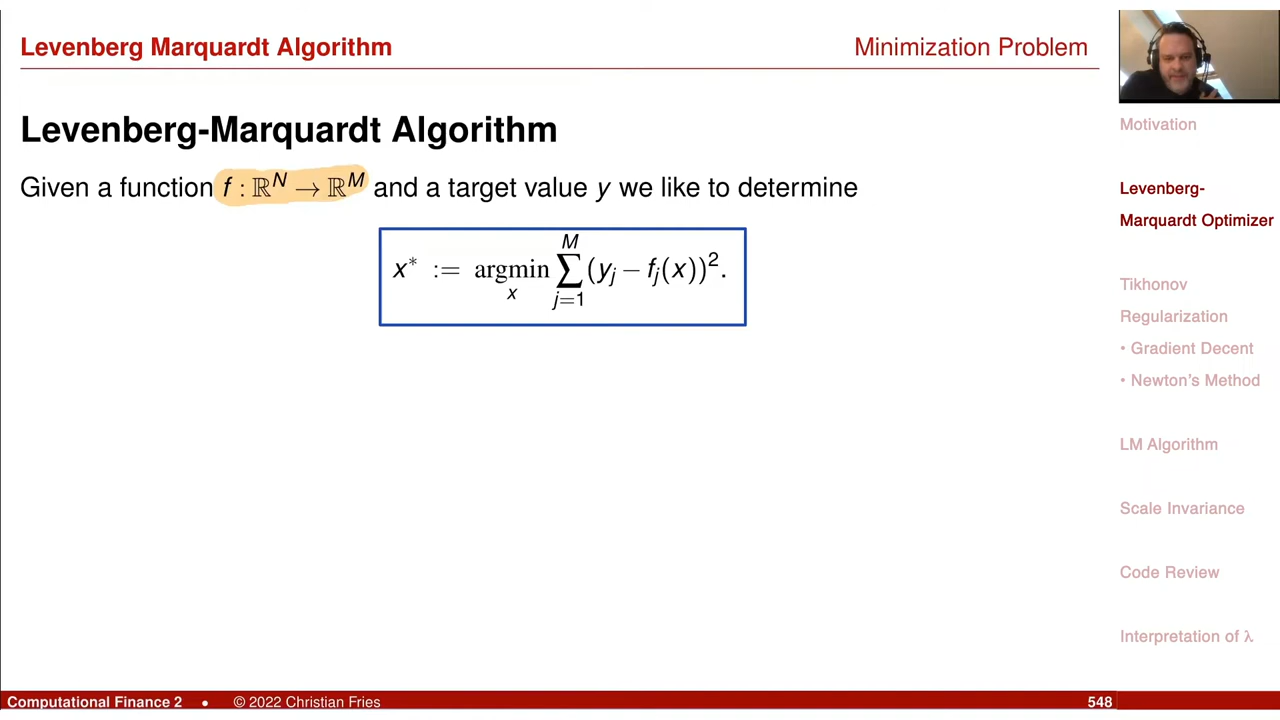 Levenberg Marquardt Algorithm
Minimization Problem
Levenberg-Marquardt Algorithm
Given a function f : ℝ^N → ℝ^M and a target value y we like to determine
x* := argmin_x ∑_{j=1}^{M} (y_j − f_j(x))².
Motivation
Levenberg-
Marquardt Optimizer
Tikhonov
Regularization
• Gradient Decent
• Newton's Method
LM Algorithm
Scale Invariance
Code Review
Interpretation of λ
Computational Finance 2 • © 2022 Christian Fries 548